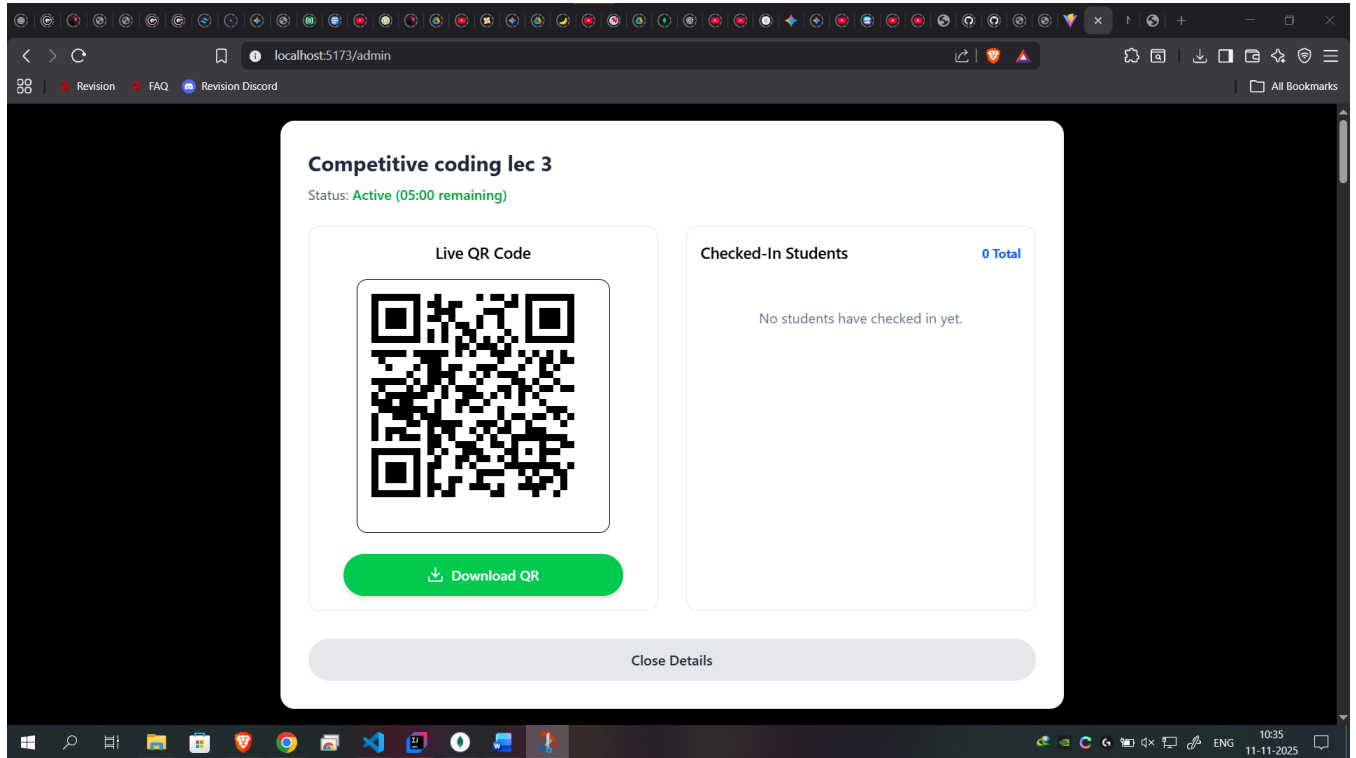 localhost:5173/admin
Revision FAQ Revision Discord All Bookmarks
Competitive coding lec 3
Status: Active (05:00 remaining)
Live QR Code
Download QR
Checked-In Students 0 Total
No students have checked in yet.
Close Details
ENG 10:35
11-11-2025